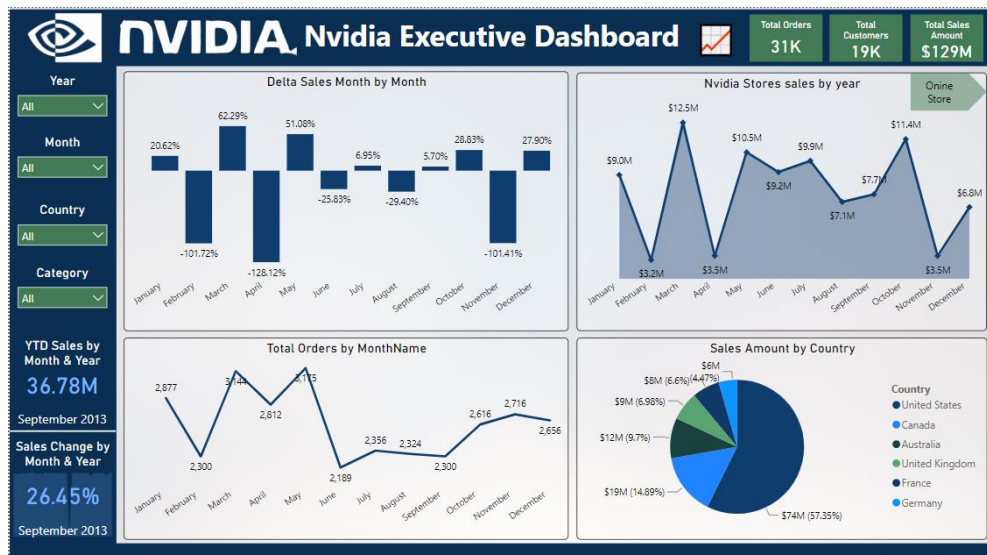 NVIDIA. Nvidia Executive Dashboard
Total Orders
31K
Total
Customers
19K
Total Sales
Amount
$129M
Year
All
Month
All
Country
All
Category
All
YTD Sales by
Month & Year
36.78M
September 2013
Sales Change by
Month & Year
26.45%
September 2013
Delta Sales Month by Month
20.62%
-101.72%
62.29%
-128.12%
51.08%
-25.83%
6.95%
-29.40%
5.70%
28.83%
-101.41%
27.90%
January
February
March
April
May
June
July
August
September
October
November
December
Nvidia Stores sales by year
Onine
Store
$9.0M
$3.2M
$12.5M
$3.5M
$10.5M
$9.2M
$9.9M
$7.1M
$7.7M
$11.4M
$3.5M
$6.8M
January
February
March
April
May
June
July
August
September
October
November
December
Total Orders by MonthName
2,877
2,300
3,144
2,812
3,175
2,189
2,356
2,324
2,300
2,616
2,716
2,656
January
February
March
April
May
June
July
August
September
October
November
December
Sales Amount by Country
$6M
(4.47%)
$8M (6.6%)
$9M (6.98%)
$12M (9.7%)
$19M (14.89%)
$74M (57.35%)
Country
United States
Canada
Australia
United Kingdom
France
Germany